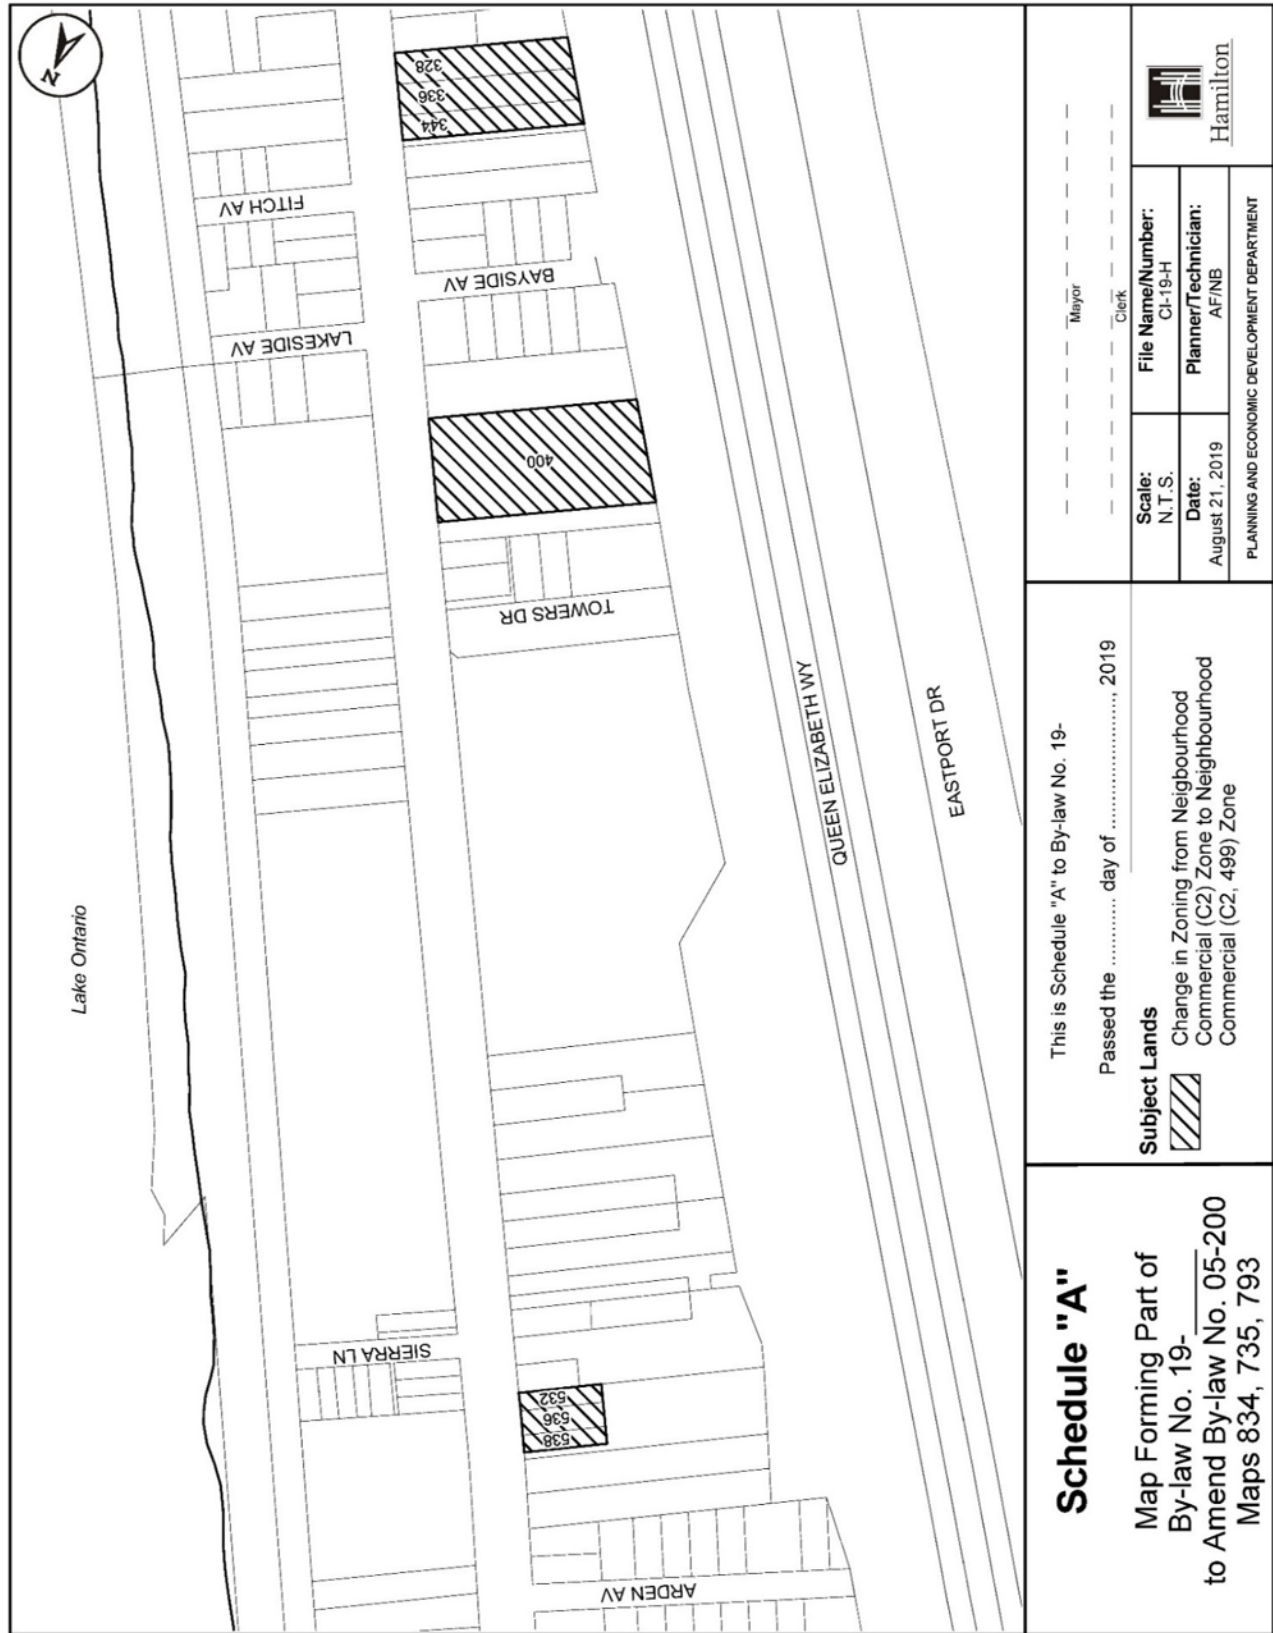 Lake Ontario
N
FITCH AV
LAKESIDE AV
SIERRA LN
328
336
344
BAYSIDE AV
400
TOWERS DR
532
536
538
ARDEN AV
QUEEN ELIZABETH WY
EASTPORT DR
Schedule "A"
Map Forming Part of
By-law No. 19-____
to Amend By-law No. 05-200
Maps 834, 735, 793
This is Schedule "A" to By-law No. 19-
Passed the ............ day of ...................., 2019
Subject Lands
Change in Zoning from Neigbourhood
Commercial (C2) Zone to Neighbourhood
Commercial (C2, 499) Zone
Mayor
Clerk
Scale:
N.T.S.
File Name/Number:
CI-19-H
Date:
August 21, 2019
Planner/Technician:
AF/NB
PLANNING AND ECONOMIC DEVELOPMENT DEPARTMENT
Hamilton